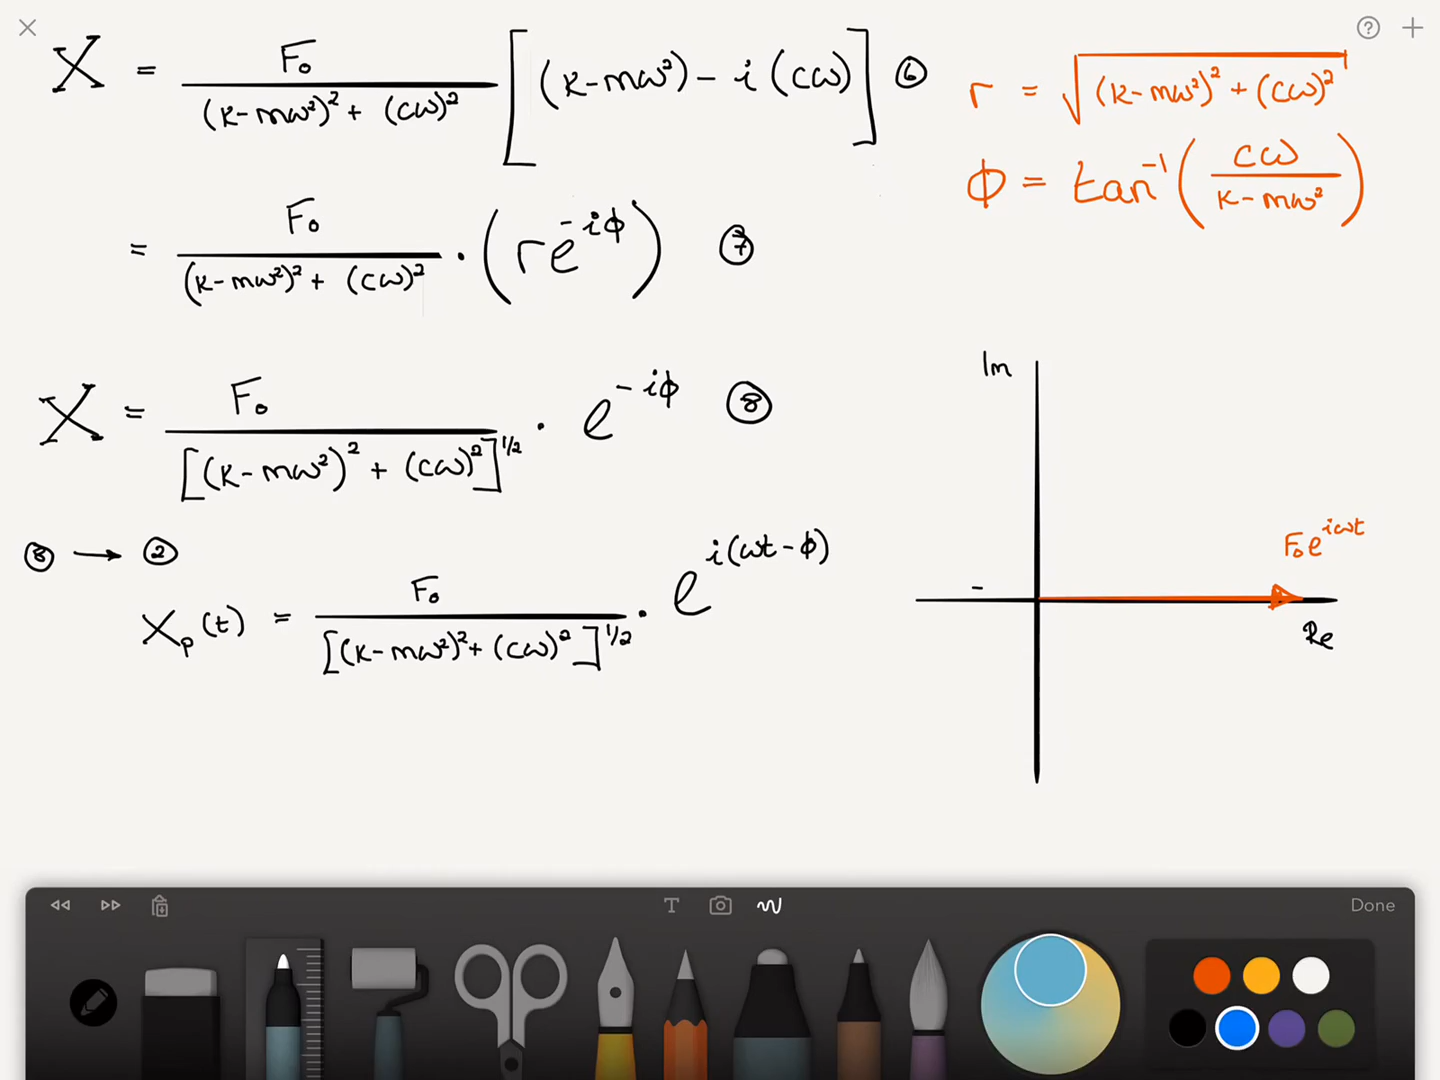 X = F₀ / ((k-mω²)² + (cω)²) [(k-mω²) - i(cω)] ⑥
r = √((k-mω²)² + (cω)²)
φ = tan⁻¹(cω / (k-mω²))
= F₀ / ((k-mω²)² + (cω)²) · (re^(-iφ)) ⑦
X = F₀ / [(k-mω²)² + (cω)²]^(1/2) · e^(-iφ) ⑧
Im
⑧ → ②
F₀e^(iωt)
Xₚ(t) = F₀ / [(k-mω²)² + (cω)²]^(1/2) · e^(i(ωt-φ))
Re
T
Done